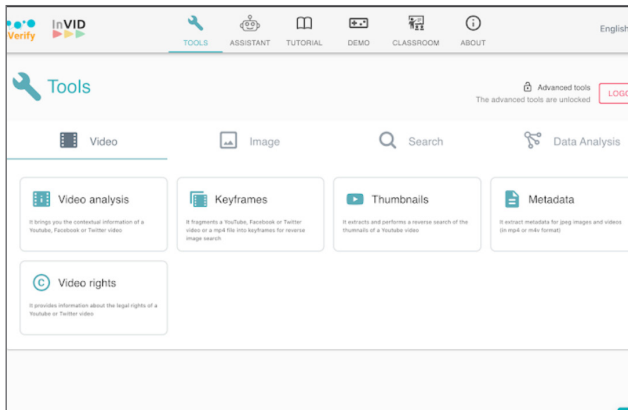 Verify
InVID
TOOLS
ASSISTANT
TUTORIAL
DEMO
CLASSROOM
ABOUT
English
Tools
Advanced tools
The advanced tools are unlocked
LOGO
Video
Image
Search
Data Analysis
Video analysis
It brings you the contextual information of a
Youtube, Facebook or Twitter video
Keyframes
It fragments a YouTube, Facebook or Twitter
video or a mp4 file into keyframes for reverse
image search
Thumbnails
It extracts and performs a reverse search of the
thumnails of a Youtube video
Metadata
It extract metadata for jpeg images and videos
(in mp4 or m4v format)
Video rights
It provides information about the legal rights of a
Youtube or Twitter video